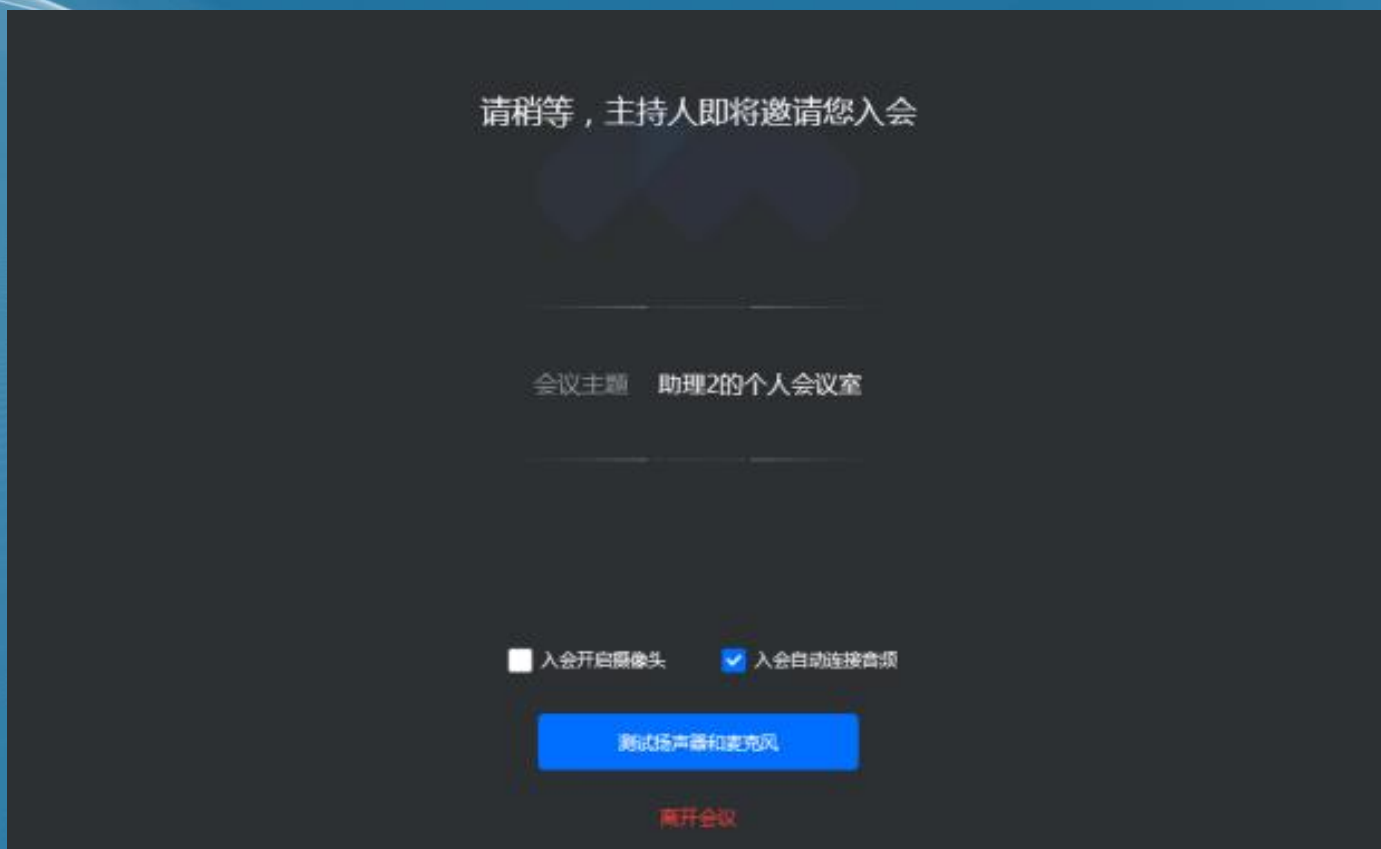 请稍等，主持人即将邀请您入会
会议主题 助理2的个人会议室
入会开启摄像头 入会自动连接音频
测试扬声器和麦克风
离开会议